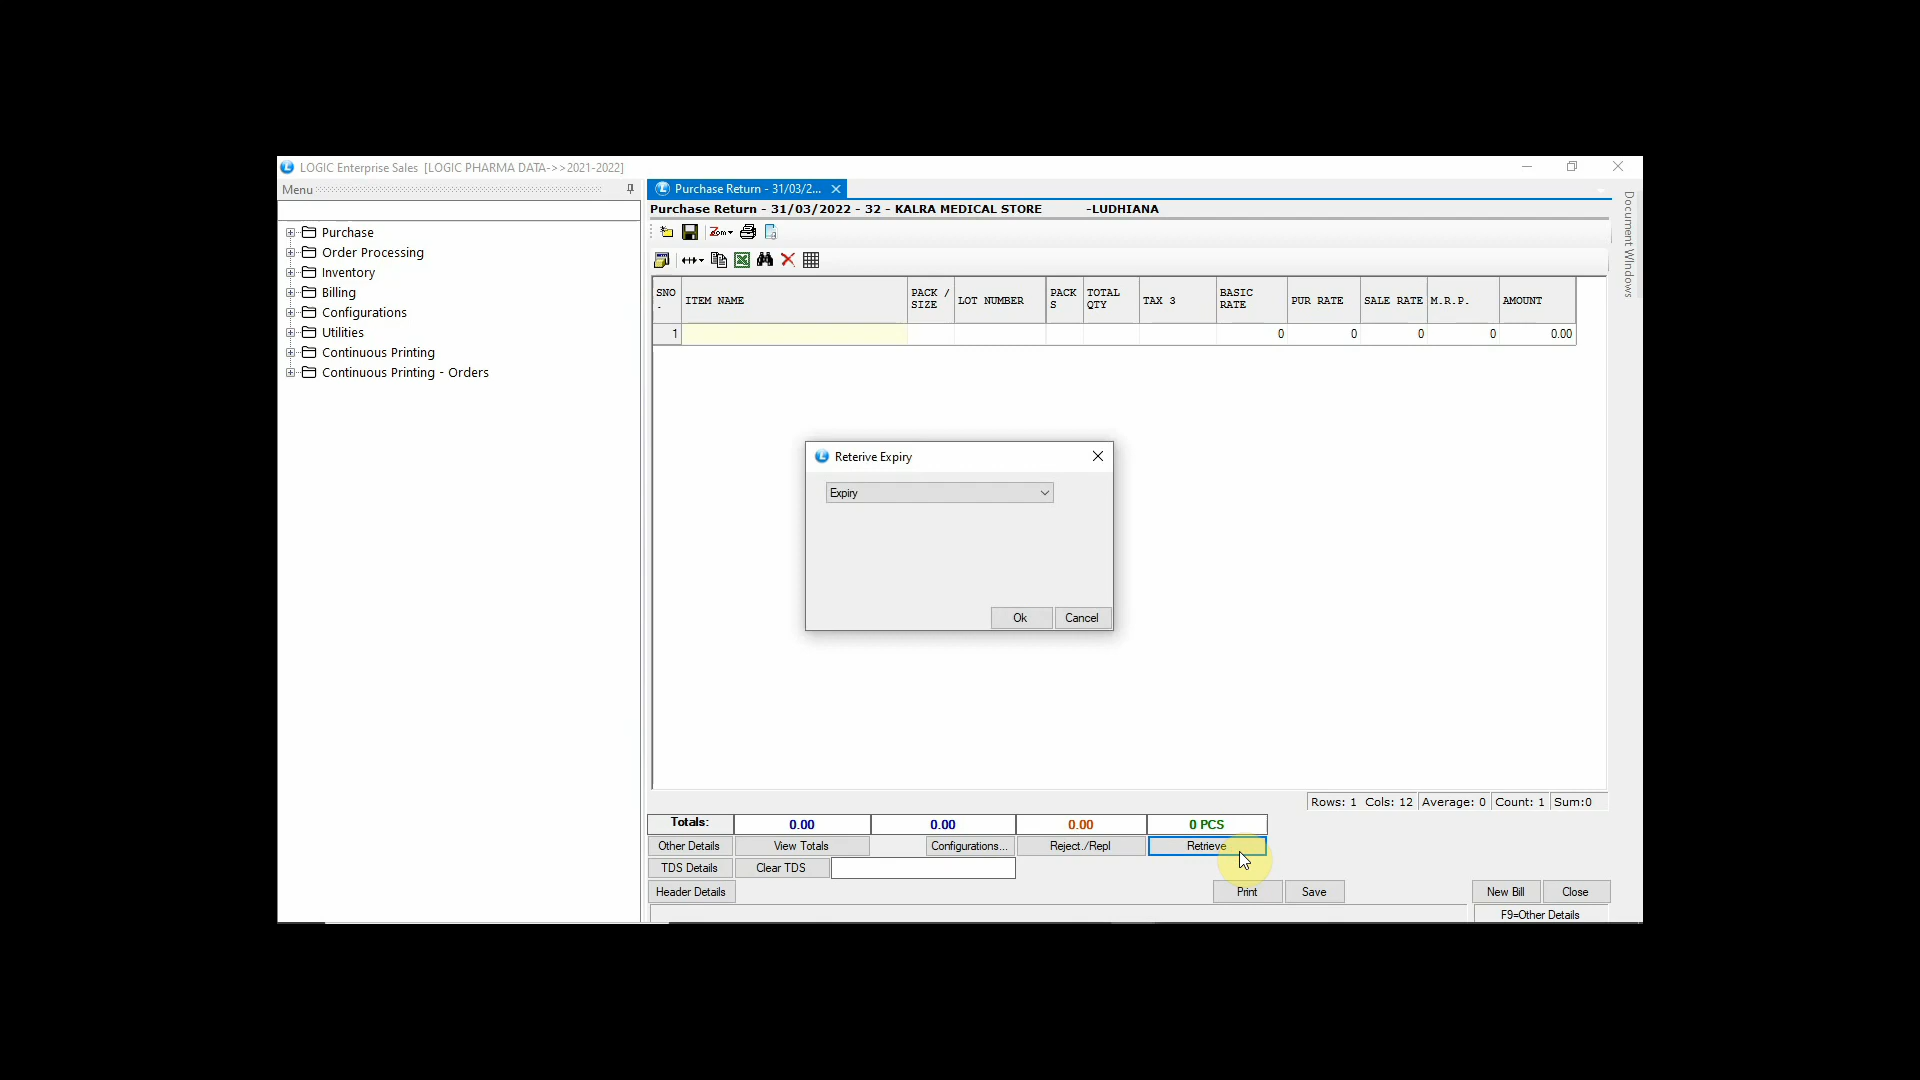 LOGIC Enterprise Sales [LOGIC PHARMA DATA->>2021-2022]
Menu
Purchase
Order Processing
Inventory
Billing
Configurations
Utilities
Continuous Printing
Continuous Printing - Orders
Purchase Return - 31/03/2...
Purchase Return - 31/03/2022 - 32 - KALRA MEDICAL STORE -LUDHIANA
Zom
SNO. ITEM NAME PACK / SIZE LOT NUMBER PACKS TOTAL QTY TAX 3 BASIC RATE PUR RATE SALE RATE M.R.P. AMOUNT
1 0 0 0 0 0.00
Reterive Expiry
Expiry
Ok Cancel
Rows: 1 Cols: 12 Average: 0 Count: 1 Sum:0
Totals: 0.00 0.00 0.00 0 PCS
Other Details View Totals Configurations... Reject./Repl Retrieve
TDS Details Clear TDS
Header Details Print Save New Bill Close
F9=Other Details
Document Windows